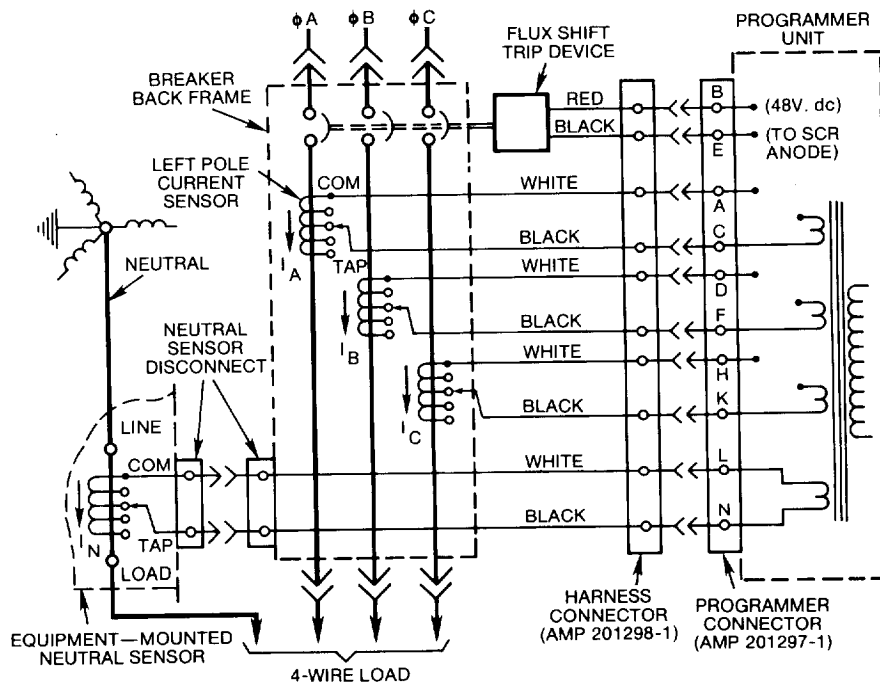 ϕA
ϕB
ϕC
FLUX SHIFT
TRIP DEVICE
PROGRAMMER
UNIT
BREAKER
BACK FRAME
RED
BLACK
B
E
(48V. dc)
(TO SCR
ANODE)
LEFT POLE
CURRENT
SENSOR
COM
TAP
I A
WHITE
BLACK
A
C
NEUTRAL
WHITE
BLACK
D
F
I B
NEUTRAL
SENSOR
DISCONNECT
WHITE
BLACK
H
K
I C
LINE
COM
TAP
I N
LOAD
WHITE
BLACK
L
N
EQUIPMENT—MOUNTED
NEUTRAL SENSOR
4-WIRE LOAD
HARNESS
CONNECTOR
(AMP 201298-1)
PROGRAMMER
CONNECTOR
(AMP 201297-1)